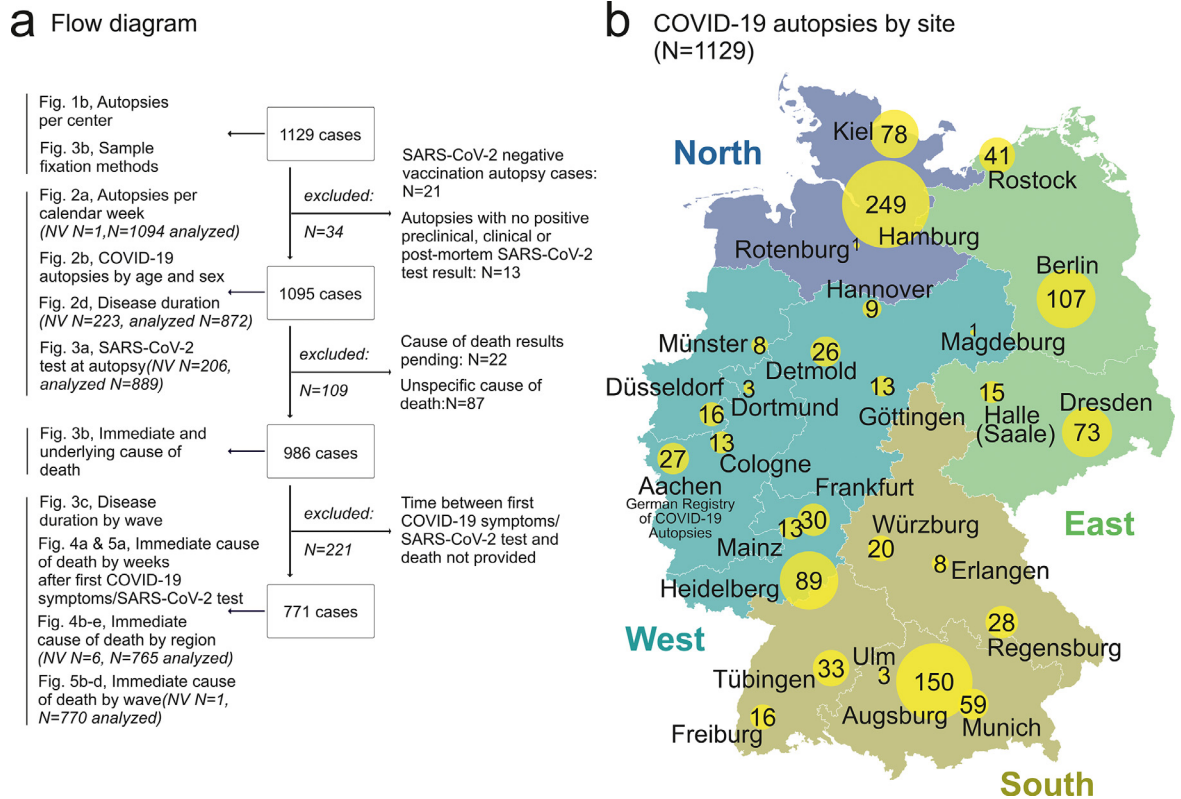 a Flow diagram
Fig. 1b, Autopsies
per center
Fig. 3b, Sample
fixation methods
1129 cases
excluded:
N=34
SARS-CoV-2 negative
vaccination autopsy cases:
N=21
Autopsies with no positive
preclinical, clinical or
post-mortem SARS-CoV-2
test result: N=13
Fig. 2a, Autopsies per
calendar week
(NV N=1,N=1094 analyzed)
Fig. 2b, COVID-19
autopsies by age and sex
Fig. 2d, Disease duration
(NV N=223, analyzed N=872)
Fig. 3a, SARS-CoV-2
test at autopsy(NV N=206,
analyzed N=889)
1095 cases
excluded:
N=109
Cause of death results
pending: N=22
Unspecific cause of
death:N=87
Fig. 3b, Immediate and
underlying cause of
death
986 cases
excluded:
N=221
Time between first
COVID-19 symptoms/
SARS-CoV-2 test and
death not provided
Fig. 3c, Disease
duration by wave
Fig. 4a & 5a, Immediate cause
of death by weeks
after first COVID-19
symptoms/SARS-CoV-2 test
Fig. 4b-e, Immediate
cause of death by region
(NV N=6, N=765 analyzed)
Fig. 5b-d, Immediate cause
of death by wave(NV N=1,
N=770 analyzed)
771 cases
b COVID-19 autopsies by site
(N=1129)
North
Kiel 78
41
Rostock
249
Hamburg
Rotenburg 1
Berlin
107
Hannover
9
1
Magdeburg
Münster 8
26
Detmold
Düsseldorf 3
Dortmund
16
13
Göttingen
15
Halle
(Saale)
Dresden
73
13
Cologne
27
Aachen
German Registry
of COVID-19
Autopsies
Frankfurt
30
13
Mainz
East
Würzburg
20
8 Erlangen
Heidelberg 89
West
28
Regensburg
Ulm
3
33
Tübingen
150
Augsburg
59
Munich
16
Freiburg
South